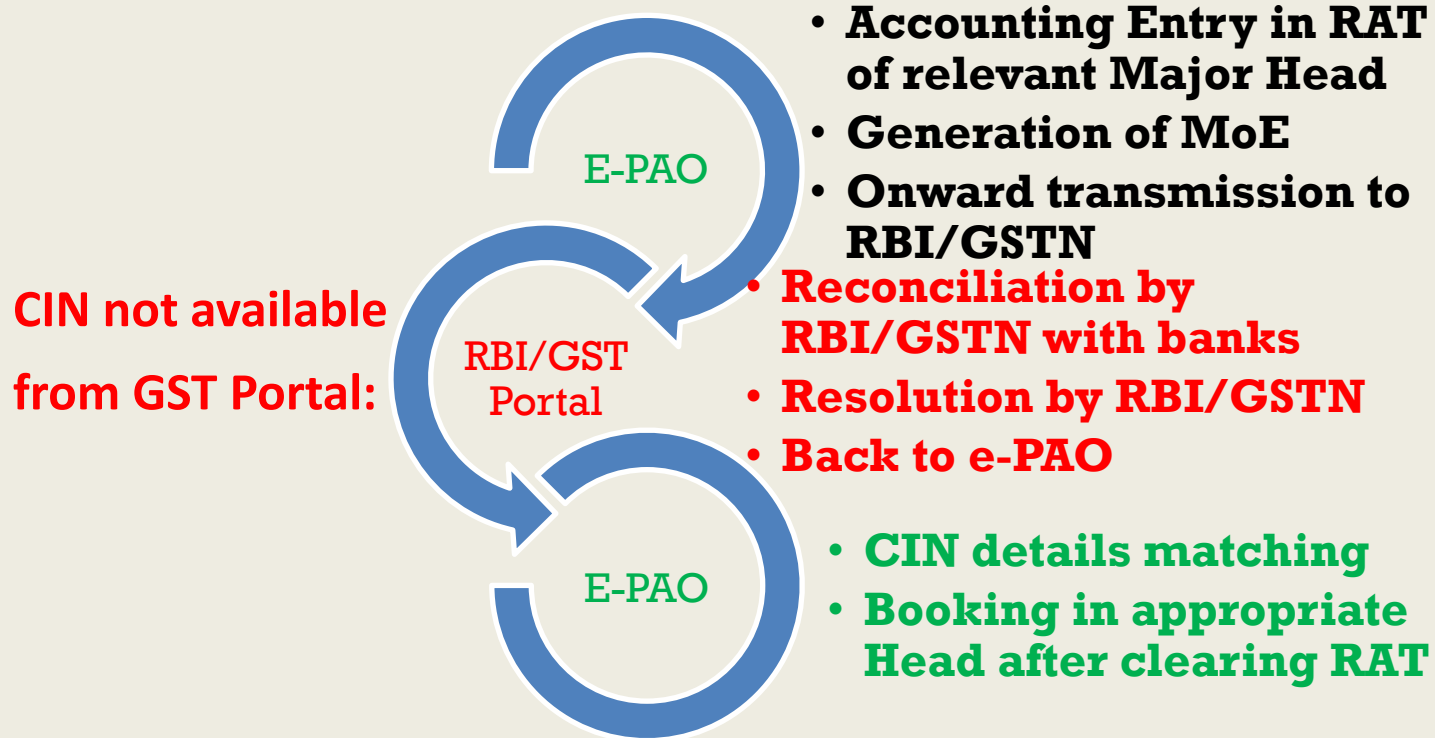 CIN not available
from GST Portal:
E-PAO
• Accounting Entry in RAT
of relevant Major Head
• Generation of MoE
• Onward transmission to
RBI/GSTN
RBI/GST
Portal
• Reconciliation by
RBI/GSTN with banks
• Resolution by RBI/GSTN
• Back to e-PAO
E-PAO
• CIN details matching
• Booking in appropriate
Head after clearing RAT